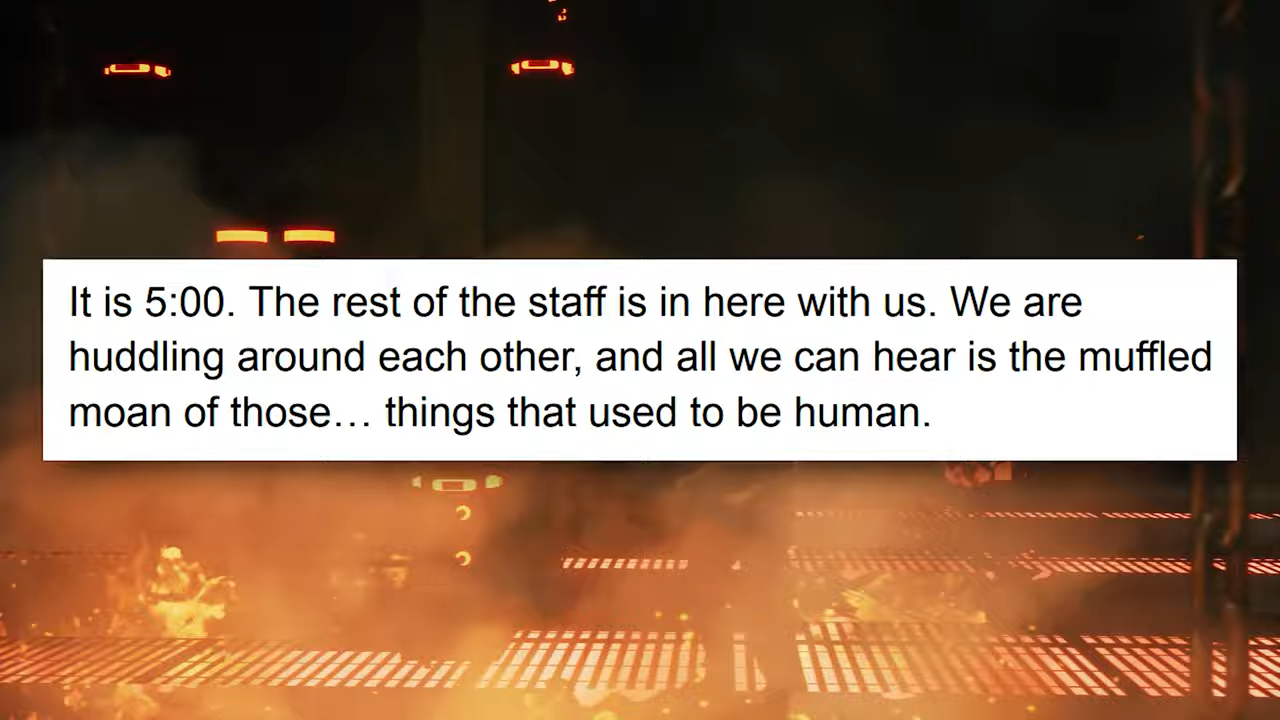 It is 5:00. The rest of the staff is in here with us. We are
huddling around each other, and all we can hear is the muffled
moan of those… things that used to be human.